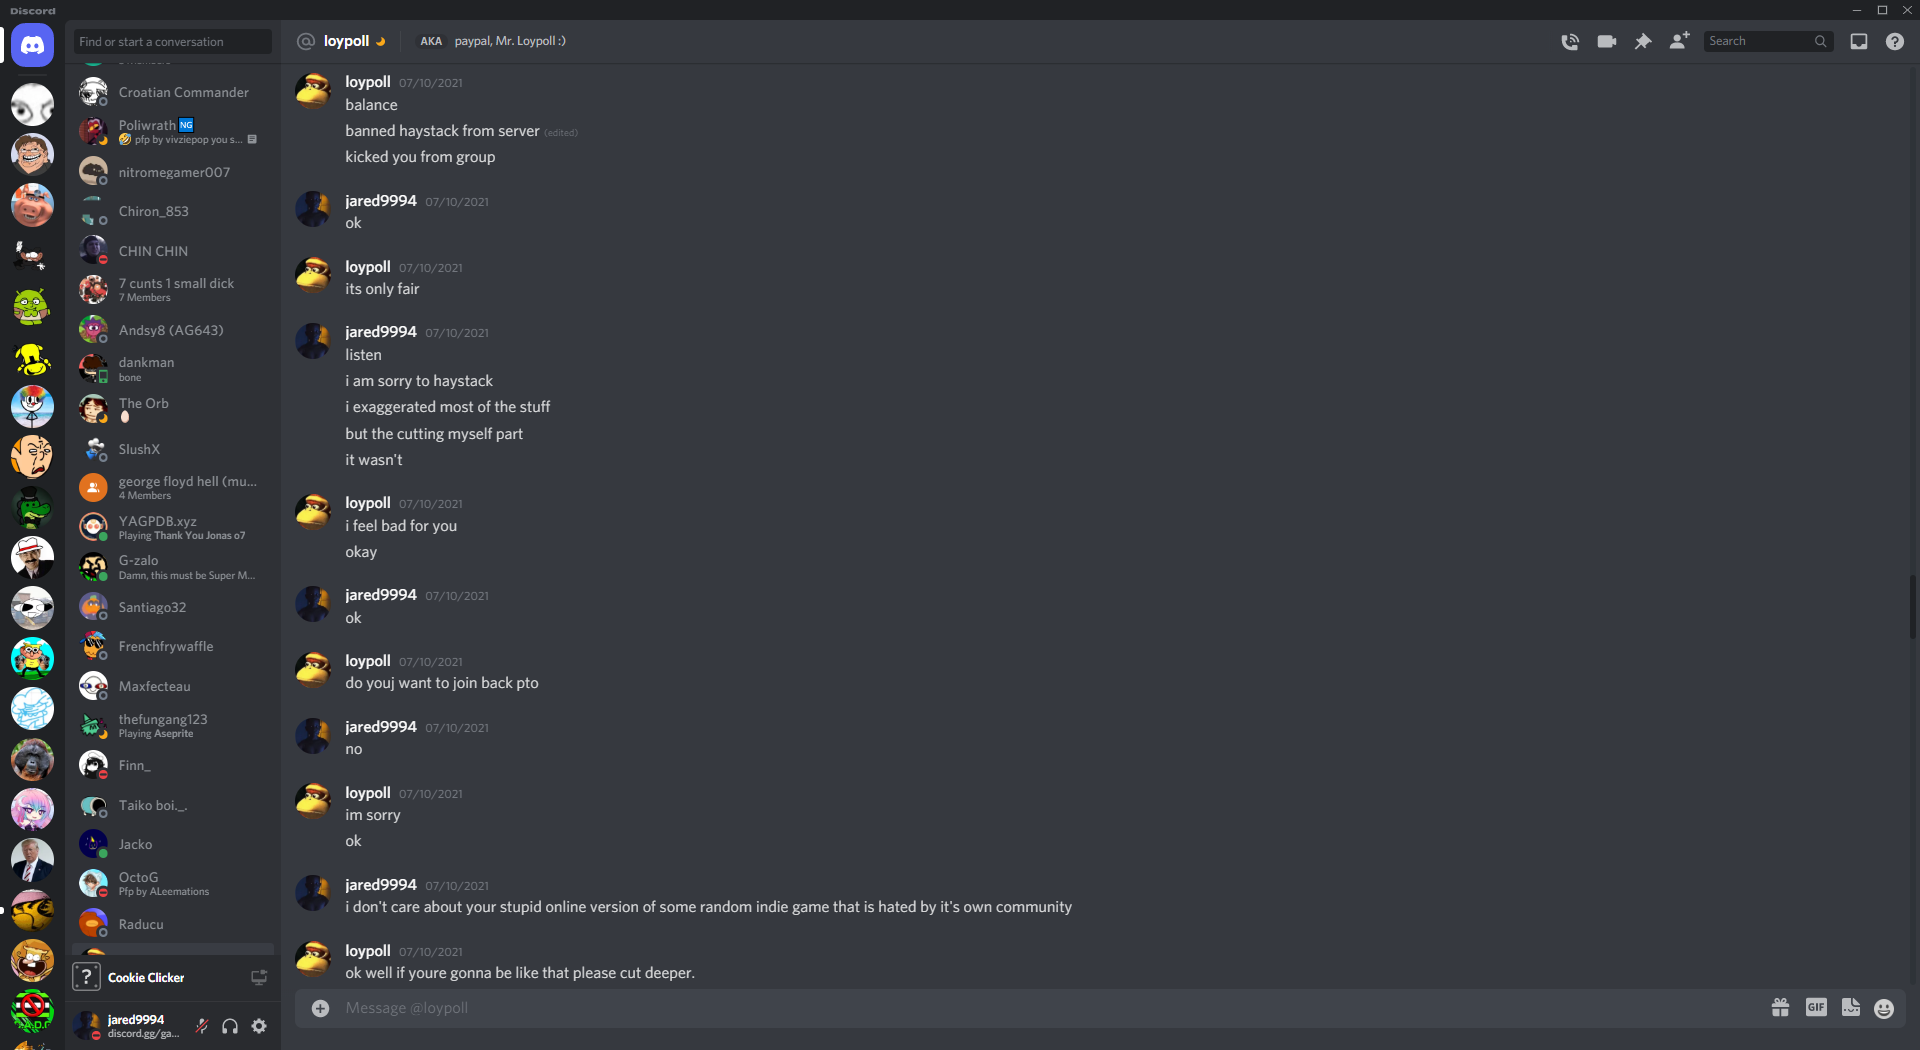 Discord
Find or start a conversation
Croatian Commander
Poliwrath NG
pfp by vivziepop you s...
nitromegamer007
Chiron_853
CHIN CHIN
7 cunts 1 small dick
7 Members
Andsy8 (AG643)
dankman
bone
The Orb
SlushX
george floyd hell (mu...
4 Members
YAGPDB.xyz
Playing Thank You Jonas o7
G-zalo
Damn, this must be Super M...
Santiago32
Frenchfrywaffle
Maxfecteau
thefungang123
Playing Aseprite
Finn_
Taiko boi._.
Jacko
OctoG
Pfp by ALeemations
Raducu
? Cookie Clicker
jared9994
discord.gg/ga...
@ loypoll AKA paypal, Mr. Loypoll :)
Search
loypoll 07/10/2021
balance
banned haystack from server (edited)
kicked you from group
jared9994 07/10/2021
ok
loypoll 07/10/2021
its only fair
jared9994 07/10/2021
listen
i am sorry to haystack
i exaggerated most of the stuff
but the cutting myself part
it wasn't
loypoll 07/10/2021
i feel bad for you
okay
jared9994 07/10/2021
ok
loypoll 07/10/2021
do youj want to join back pto
jared9994 07/10/2021
no
loypoll 07/10/2021
im sorry
ok
jared9994 07/10/2021
i don't care about your stupid online version of some random indie game that is hated by it's own community
loypoll 07/10/2021
ok well if youre gonna be like that please cut deeper.
Message @loypoll
GIF